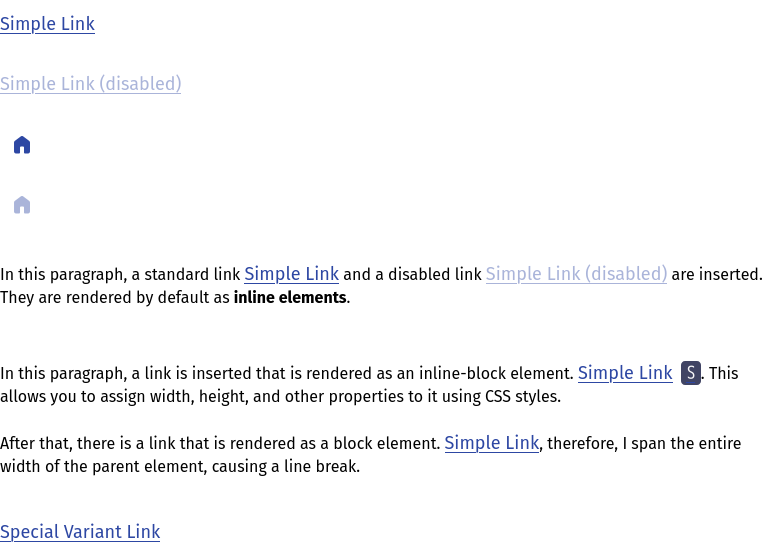 Simple Link
Simple Link (disabled)
In this paragraph, a standard link Simple Link and a disabled link Simple Link (disabled) are inserted.
They are rendered by default as inline elements.
In this paragraph, a link is inserted that is rendered as an inline-block element. Simple Link S. This
allows you to assign width, height, and other properties to it using CSS styles.
After that, there is a link that is rendered as a block element. Simple Link, therefore, I span the entire
width of the parent element, causing a line break.
Special Variant Link